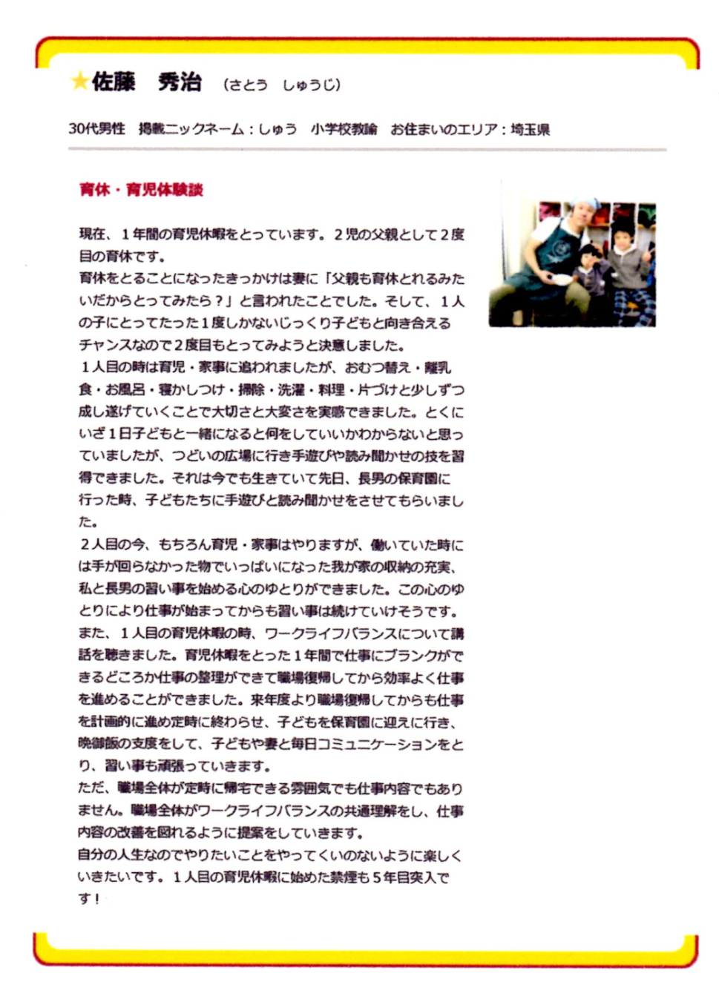 ★佐藤　秀治　（さとう　しゅうじ）
30代男性　掲載ニックネーム：しゅう　小学校教諭　お住まいのエリア：埼玉県
育休・育児体験談
現在、１年間の育児休暇をとっています。２児の父親として２度
目の育休です。
育休をとることになったきっかけは妻に「父親も育休とれるみた
いだからとってみたら？」と言われたことでした。そして、１人
の子にとってたった１度しかないじっくり子どもと向き合える
チャンスなので２度目もとってみようと決意しました。
１人目の時は育児・家事に追われましたが、おむつ替え・離乳
食・お風呂・寝かしつけ・掃除・洗濯・料理・片づけと少しずつ
成し遂げていくことで大切さと大変さを実感できました。とくに
いざ１日子どもと一緒になると何をしていいかわからないと思っ
ていましたが、つどいの広場に行き手遊びや読み聞かせの技を習
得できました。それは今でも生きていて先日、長男の保育園に
行った時、子どもたちに手遊びと読み聞かせをさせてもらいまし
た。
２人目の今、もちろん育児・家事はやりますが、働いていた時に
は手が回らなかった物でいっぱいになった我が家の収納の充実、
私と長男の習い事を始める心のゆとりができました。この心のゆ
とりにより仕事が始まってからも習い事は続けていけそうです。
また、１人目の育児休暇の時、ワークライフバランスについて講
話を聴きました。育児休暇をとった１年間で仕事にブランクがで
きるどころか仕事の整理ができて職場復帰してから効率よく仕事
を進めることができました。来年度より職場復帰してからも仕事
を計画的に進め定時に終わらせ、子どもを保育園に迎えに行き、
晩御飯の支度をして、子どもや妻と毎日コミュニケーションをと
り、習い事も頑張っていきます。
ただ、職場全体が定時に帰宅できる雰囲気でも仕事内容でもあり
ません。職場全体がワークライフバランスの共通理解をし、仕事
内容の改善を図れるように提案をしていきます。
自分の人生なのでやりたいことをやってくいのないように楽しく
いきたいです。１人目の育児休暇に始めた禁煙も５年目突入で
す！